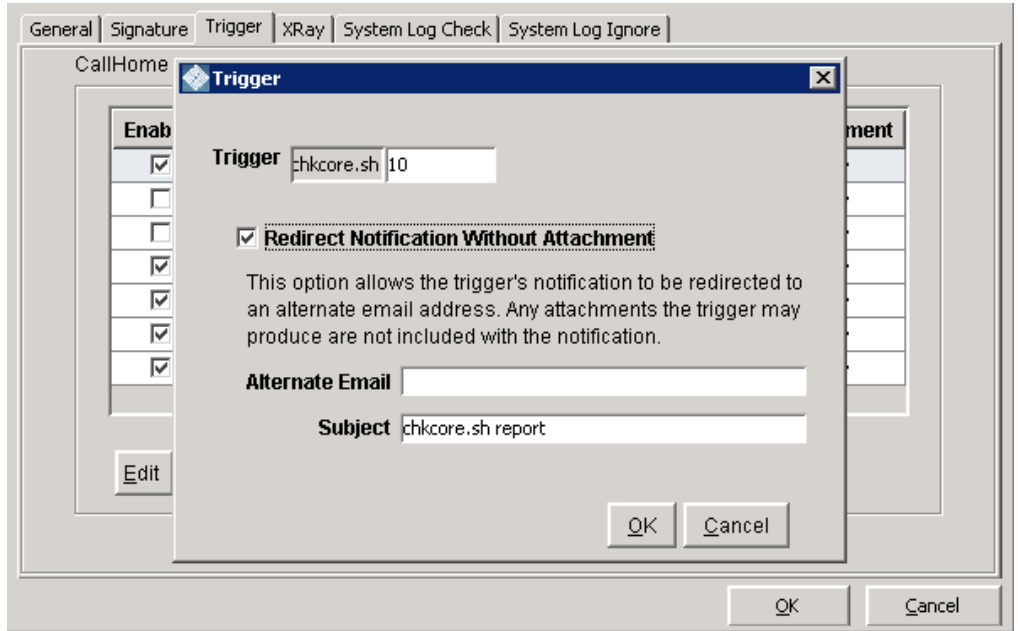 General Signature Trigger XRay System Log Check System Log Ignore
CallHome
Trigger
Enab
ment
Trigger chkcore.sh 10
Redirect Notification Without Attachment
This option allows the trigger's notification to be redirected to
an alternate email address. Any attachments the trigger may
produce are not included with the notification.
Alternate Email
Subject chkcore.sh report
Edit
OK Cancel
OK Cancel